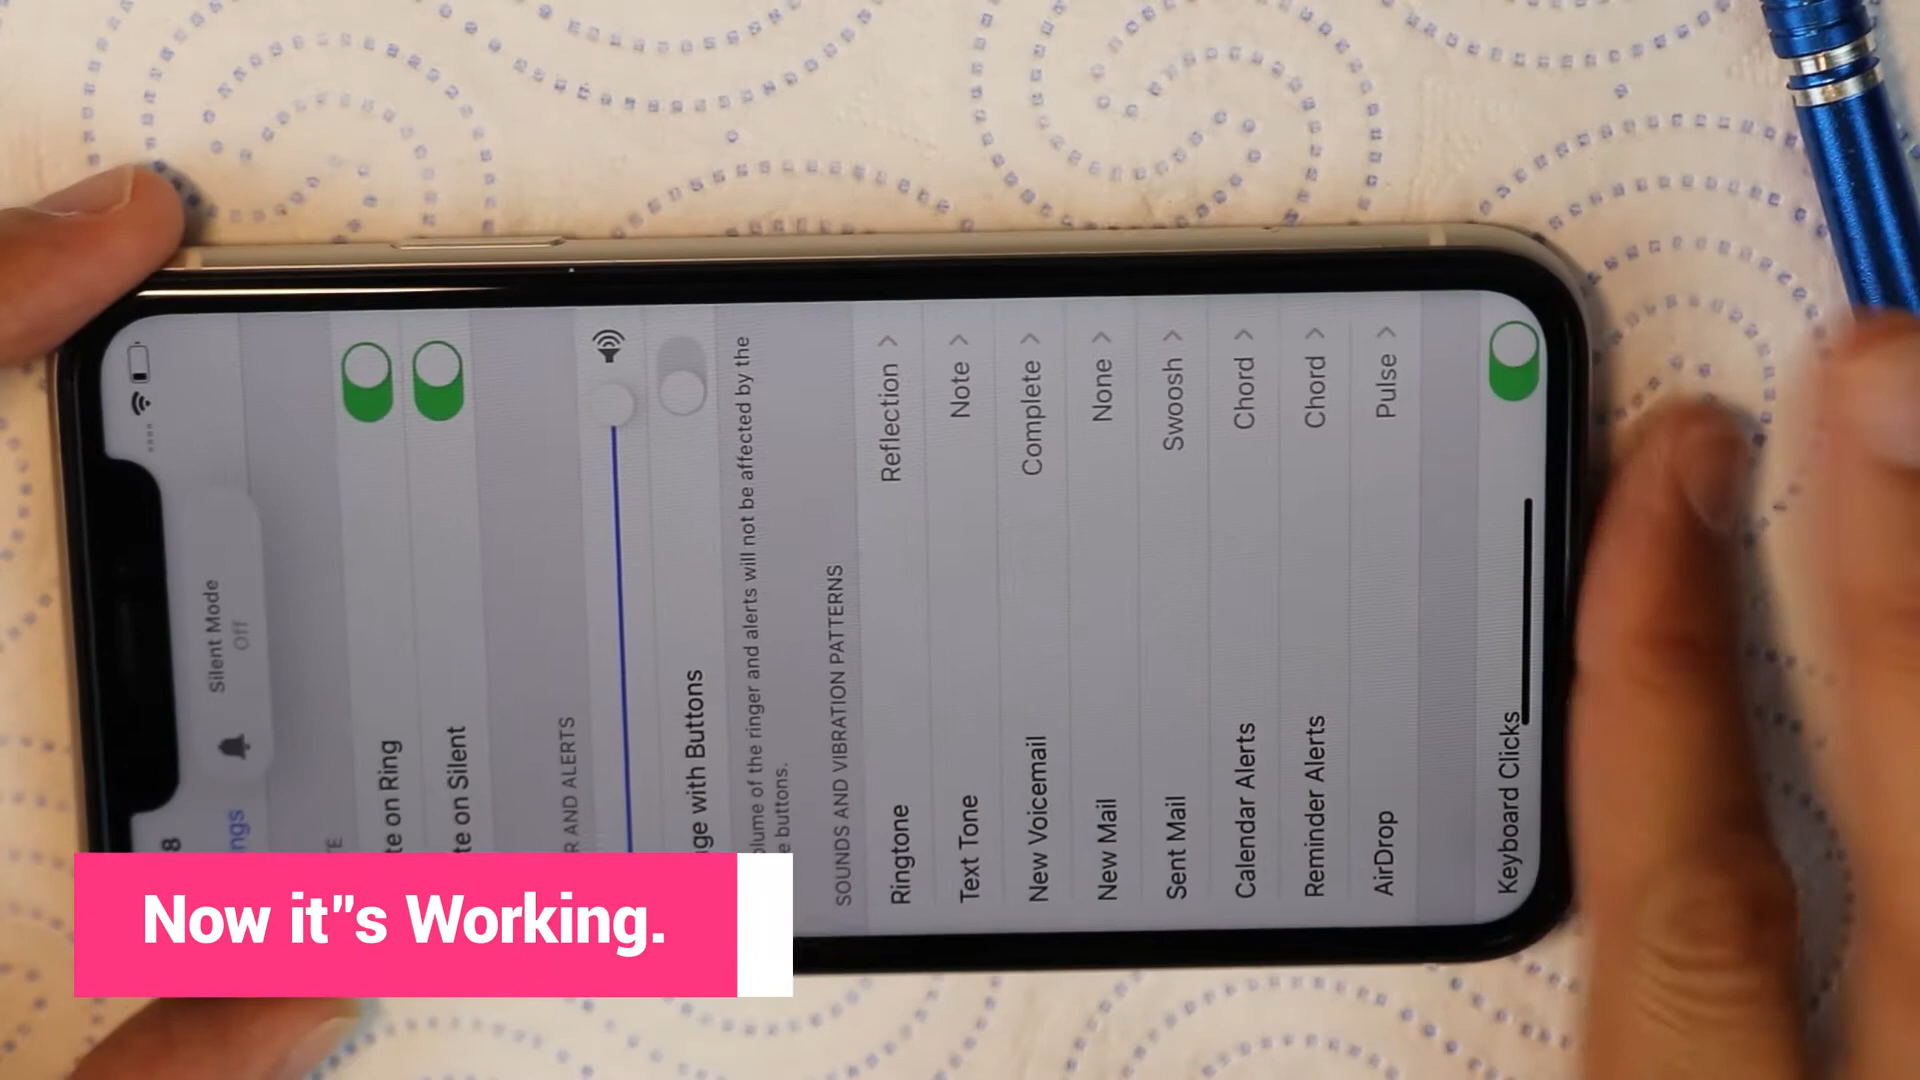 8
ngs
Silent Mode
Off
TE
te on Ring
te on Silent
R AND ALERTS
ge with Buttons
olume of the ringer and alerts will not be affected by the
e buttons.
SOUNDS AND VIBRATION PATTERNS
Ringtone Reflection >
Text Tone Note >
New Voicemail Complete >
New Mail None >
Sent Mail Swoosh >
Calendar Alerts Chord >
Reminder Alerts Chord >
AirDrop Pulse >
Keyboard Clicks
Now it"s Working.